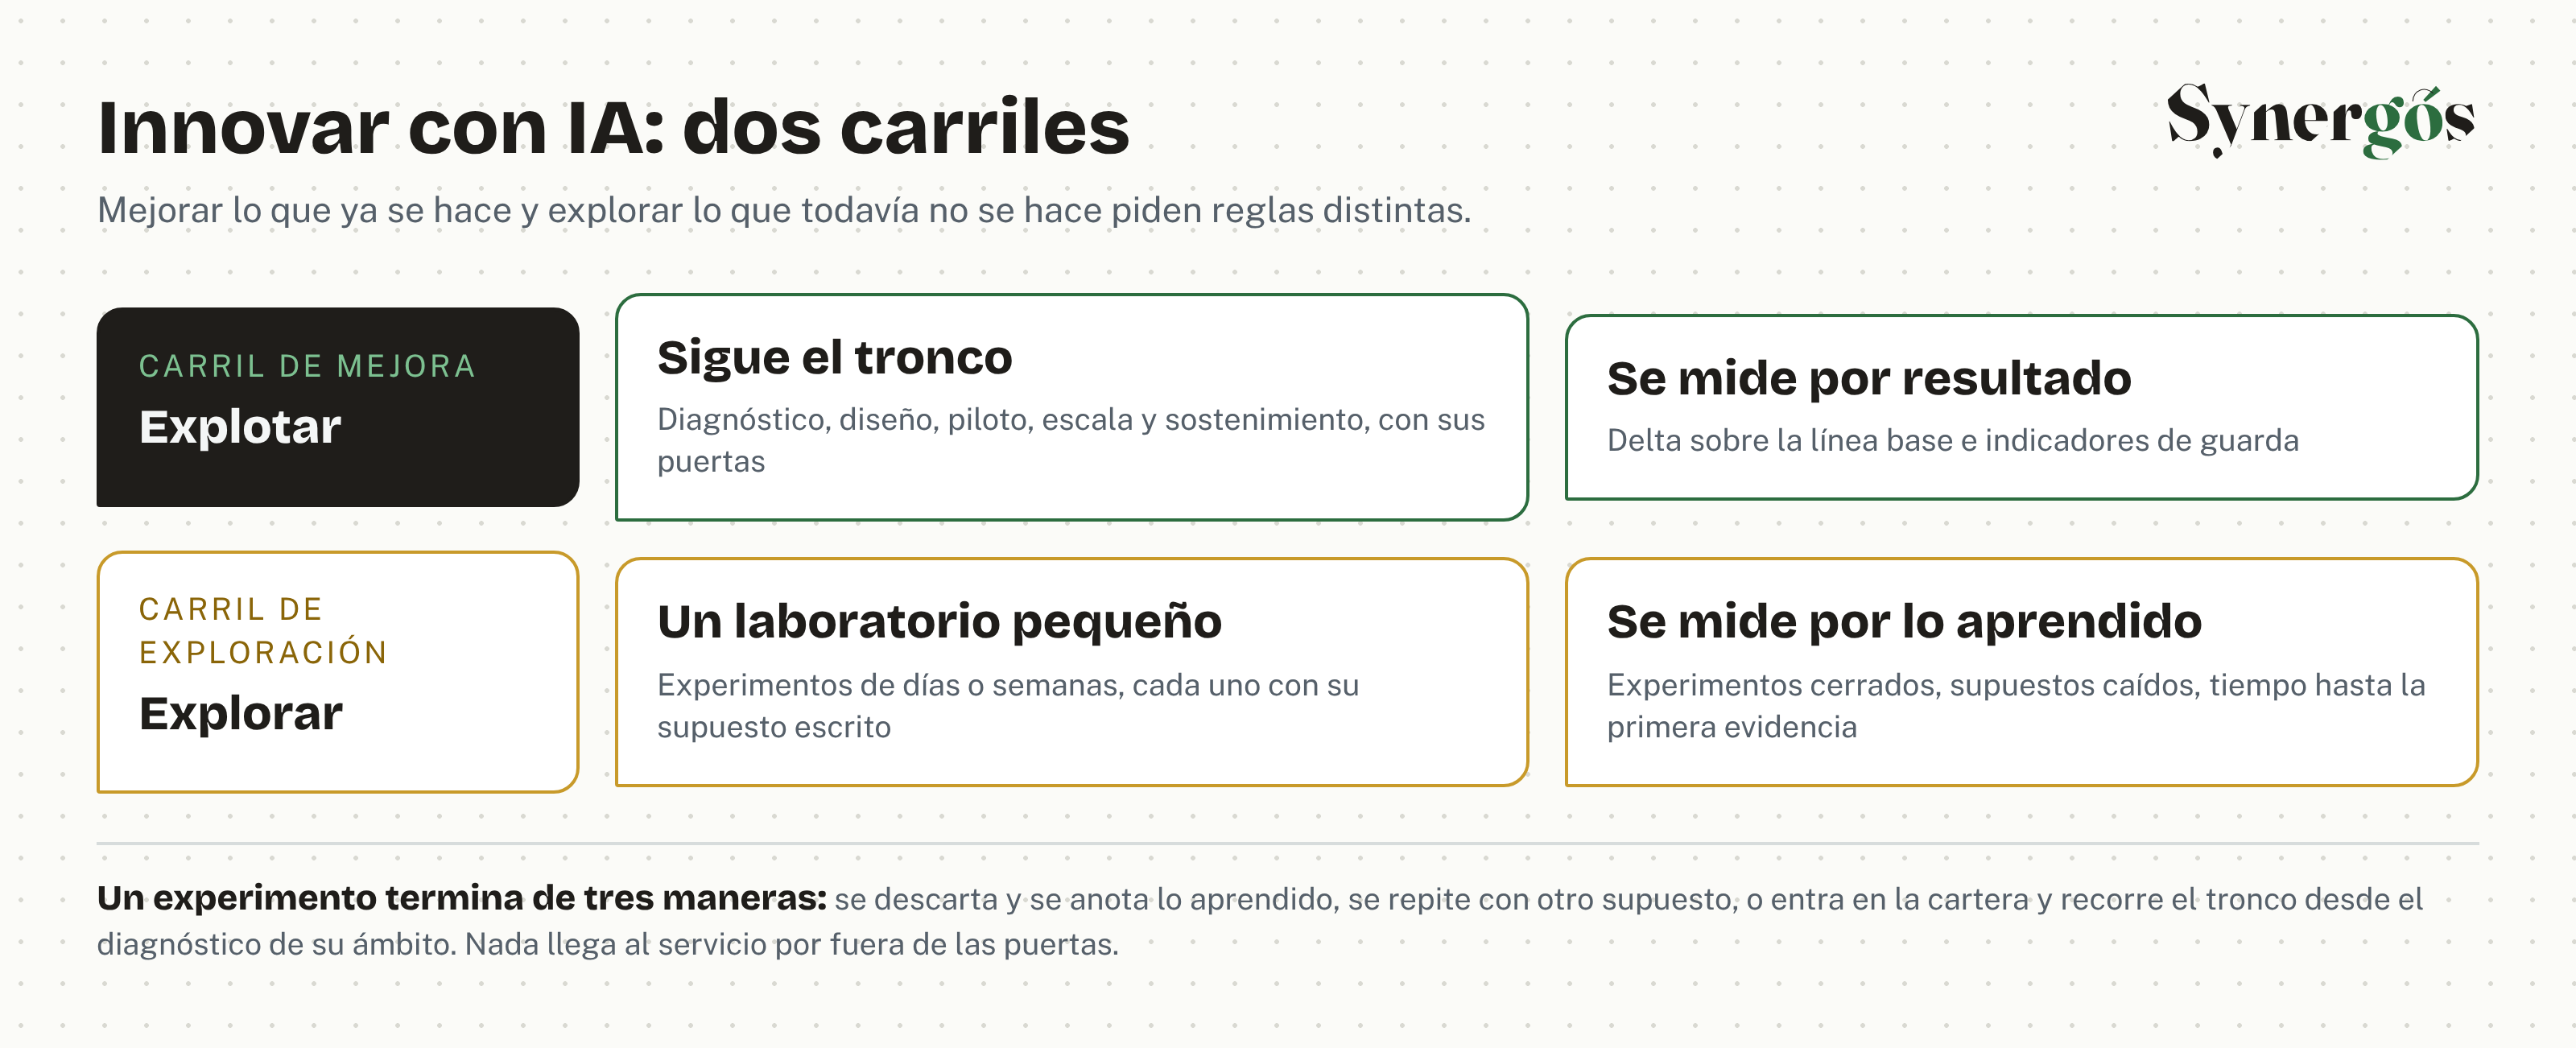 Innovar con IA: dos carriles
Synergós
Mejorar lo que ya se hace y explorar lo que todavía no se hace piden reglas distintas.
CARRIL DE MEJORA
Explotar
Sigue el tronco
Diagnóstico, diseño, piloto, escala y sostenimiento, con sus
puertas
Se mide por resultado
Delta sobre la línea base e indicadores de guarda
CARRIL DE
EXPLORACIÓN
Explorar
Un laboratorio pequeño
Experimentos de días o semanas, cada uno con su
supuesto escrito
Se mide por lo aprendido
Experimentos cerrados, supuestos caídos, tiempo hasta la
primera evidencia
Un experimento termina de tres maneras: se descarta y se anota lo aprendido, se repite con otro supuesto, o entra en la cartera y recorre el tronco desde el
diagnóstico de su ámbito. Nada llega al servicio por fuera de las puertas.